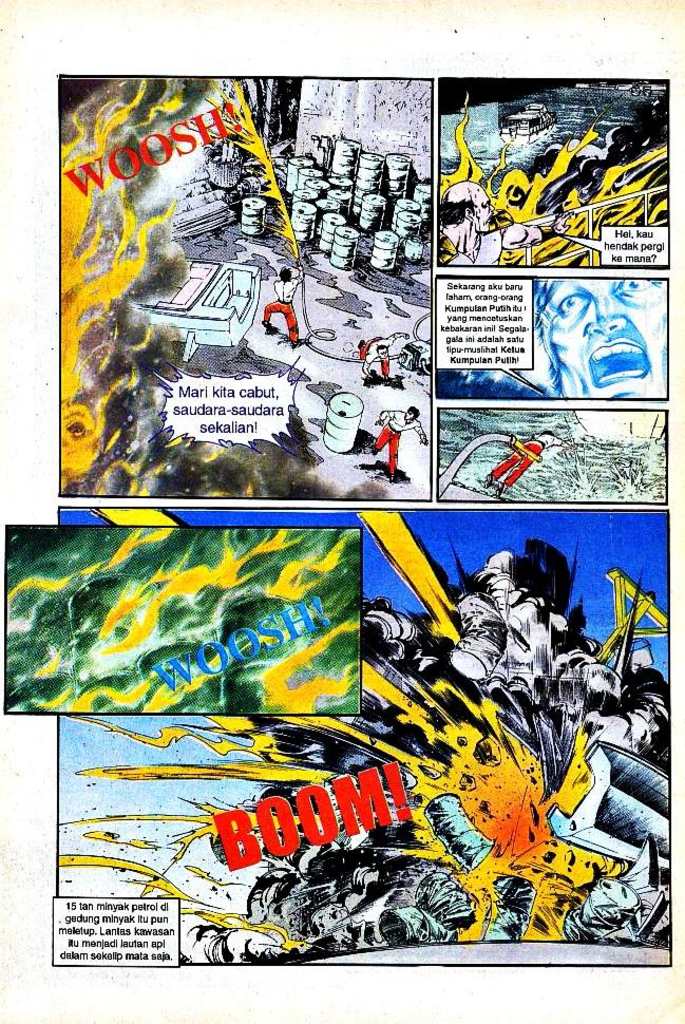 WOOSH!
Mari kita cabut,
saudara-saudara
sekalian!
Hei, kau
hendak pergi
ke mana?
Sekarang aku baru
faham, orang-orang
Kumpulan Putih itu
yang mencetuskan
kebakaran ini! Segala-
gala ini adalah satu
tipu-muslihat Ketua
Kumpulan Putih!
WOOSH!
BOOM!
15 tan minyak petrol di
gedung minyak itu pun
meletup. Lantas kawasan
itu menjadi lautan api
dalam sekelip mata saja.